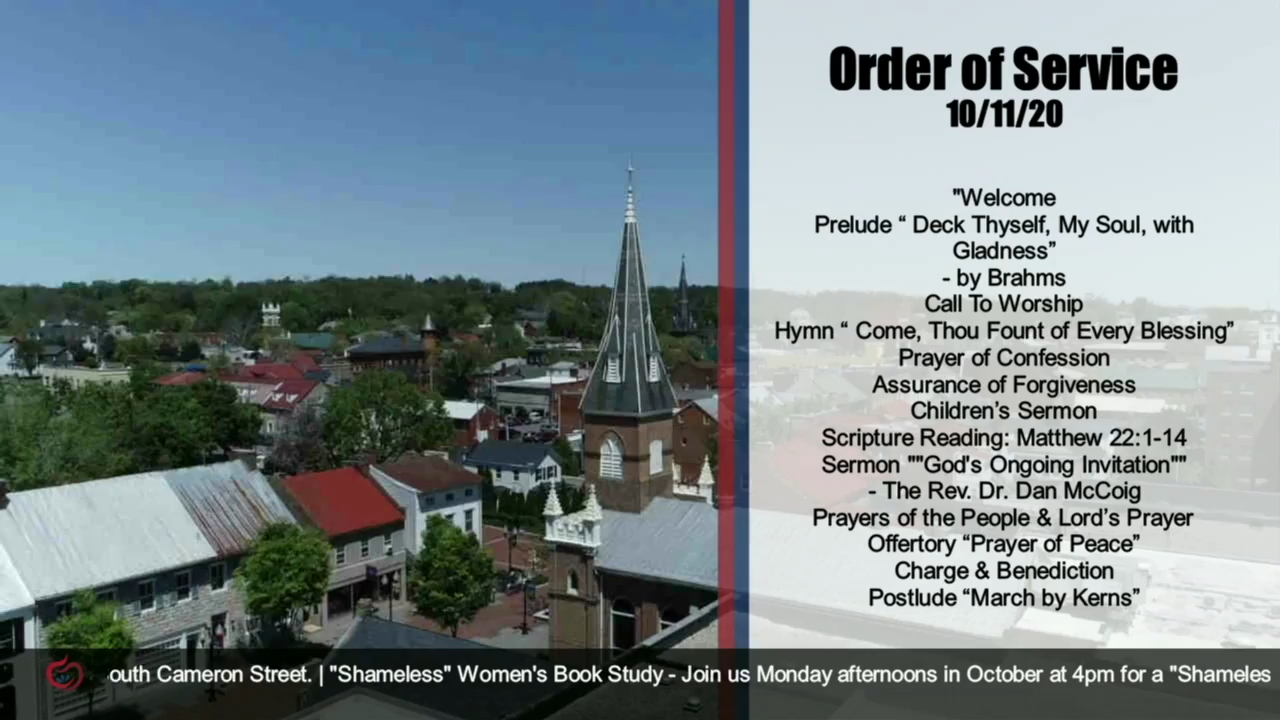 Order of Service
10/11/20
"Welcome
Prelude “ Deck Thyself, My Soul, with
Gladness”
- by Brahms
Call To Worship
Hymn “ Come, Thou Fount of Every Blessing”
Prayer of Confession
Assurance of Forgiveness
Children’s Sermon
Scripture Reading: Matthew 22:1-14
Sermon ""God's Ongoing Invitation""
- The Rev. Dr. Dan McCoig
Prayers of the People & Lord’s Prayer
Offertory “Prayer of Peace”
Charge & Benediction
Postlude “March by Kerns”
outh Cameron Street. | "Shameless" Women's Book Study - Join us Monday afternoons in October at 4pm for a "Shameles